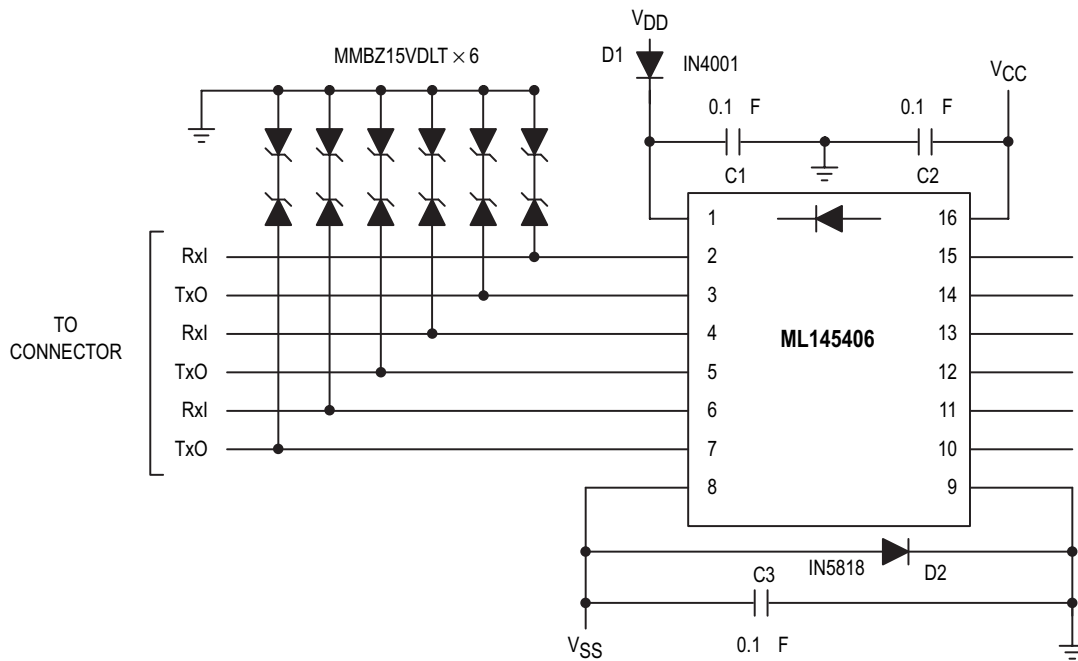 VDD
D1
IN4001
MMBZ15VDLT × 6
VCC
0.1 F
0.1 F
C1
C2
1
16
RxI
2
15
TxO
3
14
TO
CONNECTOR
RxI
4
13
ML145406
TxO
5
12
RxI
6
11
TxO
7
10
8
9
IN5818
D2
C3
VSS
0.1 F